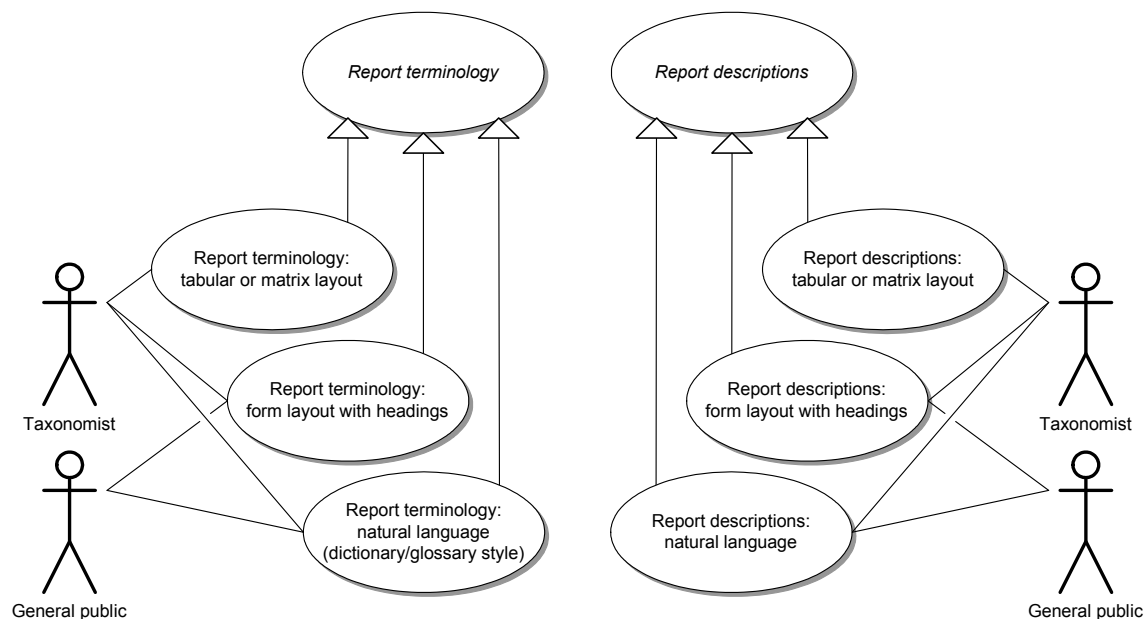 Report terminology
Report descriptions
Report terminology:
tabular or matrix layout
Report descriptions:
tabular or matrix layout
Report terminology:
form layout with headings
Report descriptions:
form layout with headings
Taxonomist
Taxonomist
Report terminology:
natural language
(dictionary/glossary style)
Report descriptions:
natural language
General public
General public